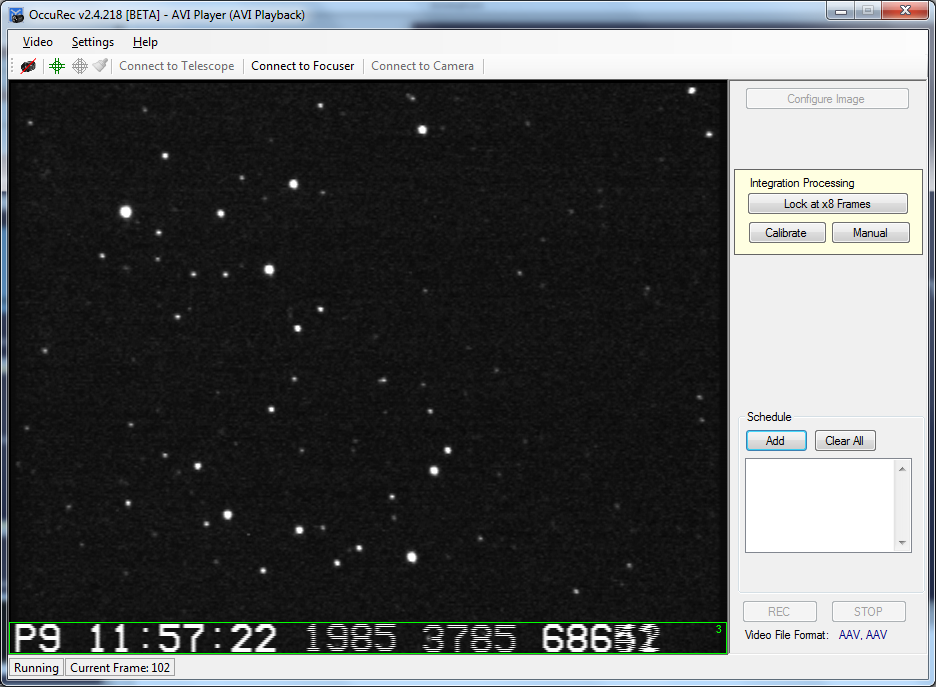 OccuRec v2.4.218 [BETA] - AVI Player (AVI Playback)
Video Settings Help
Connect to Telescope Connect to Focuser Connect to Camera
Configure Image
Integration Processing
Lock at x8 Frames
Calibrate Manual
Schedule
Add Clear All
REC STOP
Video File Format: AAV, AAV
3
P9 11:57:22 1985 3785
Running Current Frame: 102